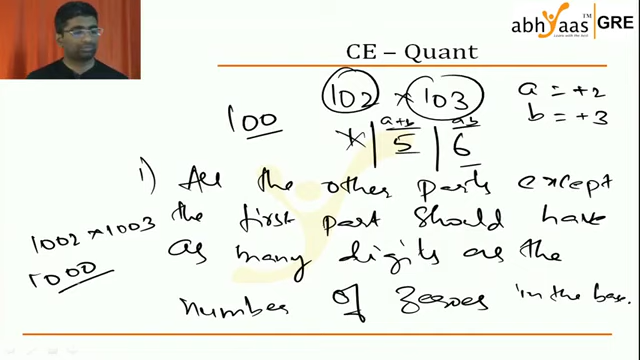 abhyaas GRE
Learn with the best
CE – Quant
102 × 103
a = +2
b = +3
100
a+b
ab
5
6
1) All the other parts except
the first part should have
as many digits as the
number of zeroes in the base.
1002 × 1003
1000